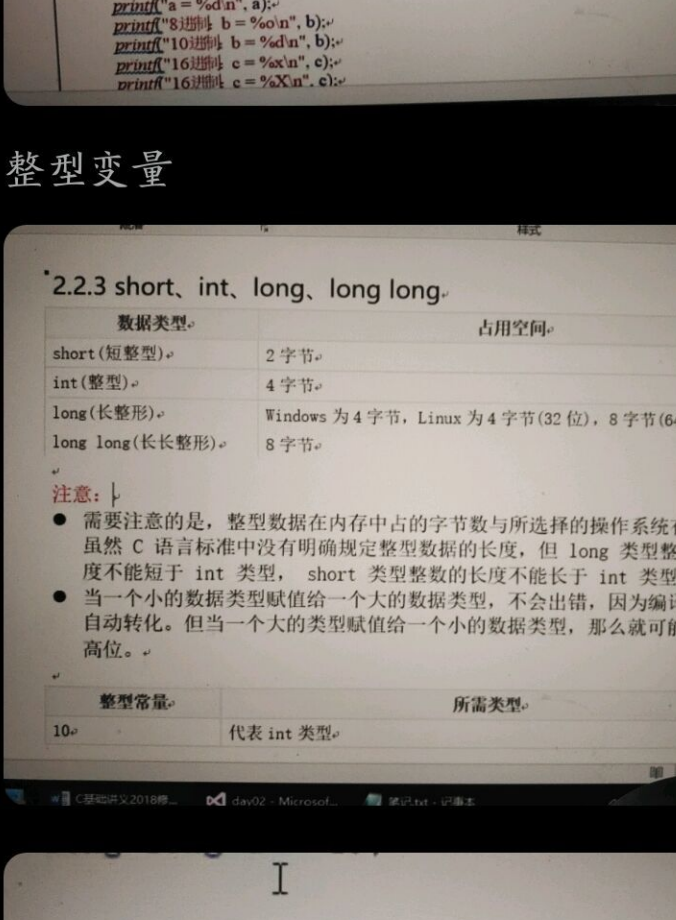 printf("a = %d\n", a);
printf("8进制: b = %o\n", b);
printf("10进制: b = %d\n", b);
printf("16进制: c = %x\n", c);
printf("16进制: c = %X\n", c);
整型变量
样式
2.2.3 short、int、long、long long
数据类型 占用空间
short(短整型) 2 字节
int(整型) 4 字节
long(长整形) Windows 为 4 字节，Linux 为 4 字节(32 位)，8 字节(64
long long(长长整形) 8 字节
注意：
● 需要注意的是，整型数据在内存中占的字节数与所选择的操作系统有
虽然 C 语言标准中没有明确规定整型数据的长度，但 long 类型整
度不能短于 int 类型， short 类型整数的长度不能长于 int 类型
● 当一个小的数据类型赋值给一个大的数据类型，不会出错，因为编译
自动转化。但当一个大的类型赋值给一个小的数据类型，那么就可能
高位。
整型常量 所需类型
10 代表 int 类型
C基础讲义2018修... day02 - Microsof... 笔记.txt - 记事本